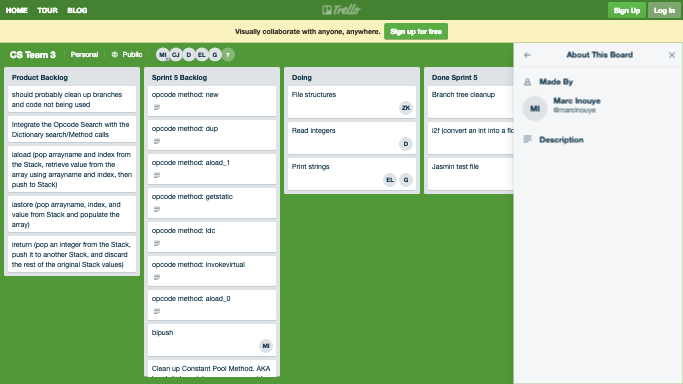 HOME TOUR BLOG
Trello
Sign Up Log In
Visually collaborate with anyone, anywhere. Sign up for free
CS Team 3 Personal Public MI CJ D EL G 7
About This Board
Made By
MI Marc Inouye
@marcinouye
Description
Product Backlog
should probably clean up branches
and code not being used
Integrate the Opcode Search with the
Dictionary search/Method calls
iaload (pop arrayname and index from
the Stack, retrieve value from the
array using arrayname and index, then
push to Stack)
iastore (pop arrayname, index, and
value from Stack and populate the
array)
ireturn (pop an integer from the Stack,
push it to another Stack, and discard
the rest of the original Stack values)
Sprint 5 Backlog
opcode method: new
opcode method: dup
opcode method: aload_1
opcode method: getstatic
opcode method: ldc
opcode method: invokevirtual
opcode method: aload_0
bipush
MI
Clean up Constant Pool Method. AKA
Doing
File structures
ZK
Read integers
D
Print strings
EL G
Done Sprint 5
Branch tree cleanup
i2f (convert an int into a
Jasmin test file